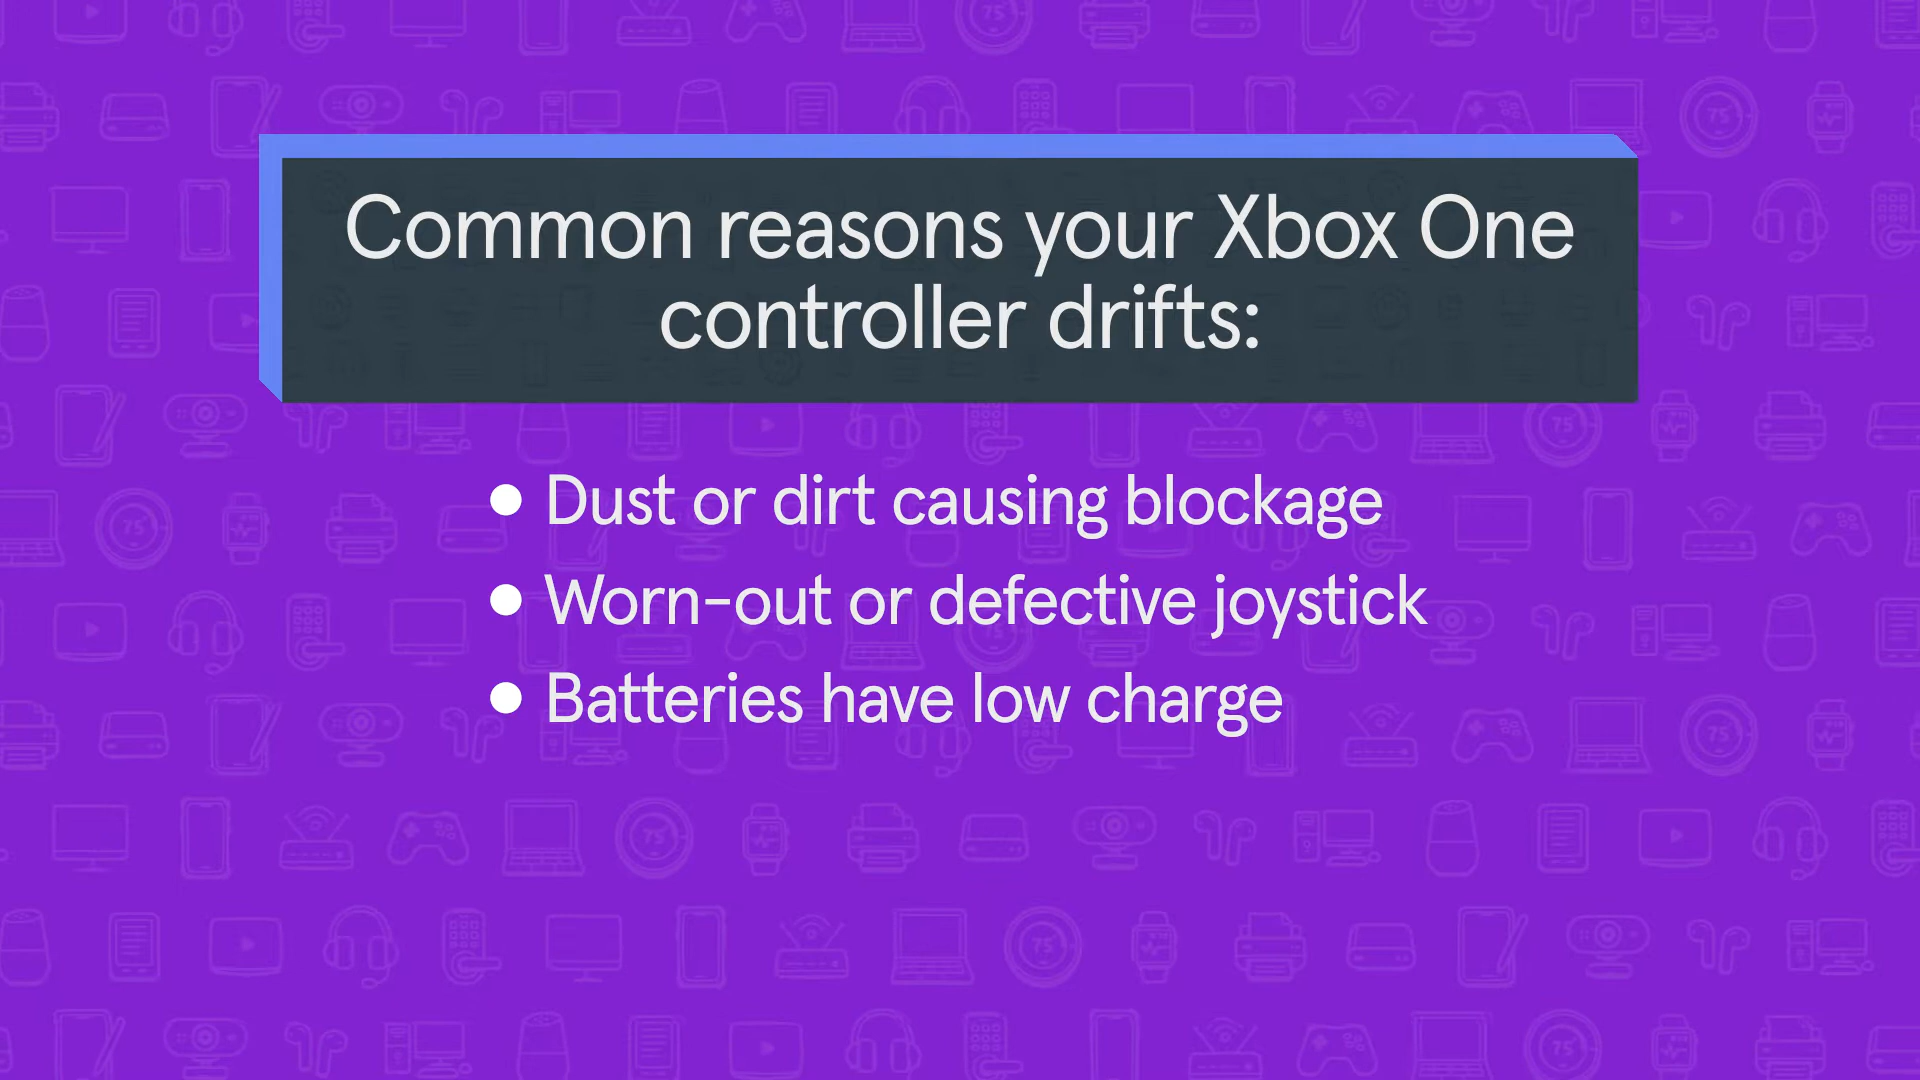 Common reasons your Xbox One
controller drifts:
• Dust or dirt causing blockage
• Worn-out or defective joystick
• Batteries have low charge